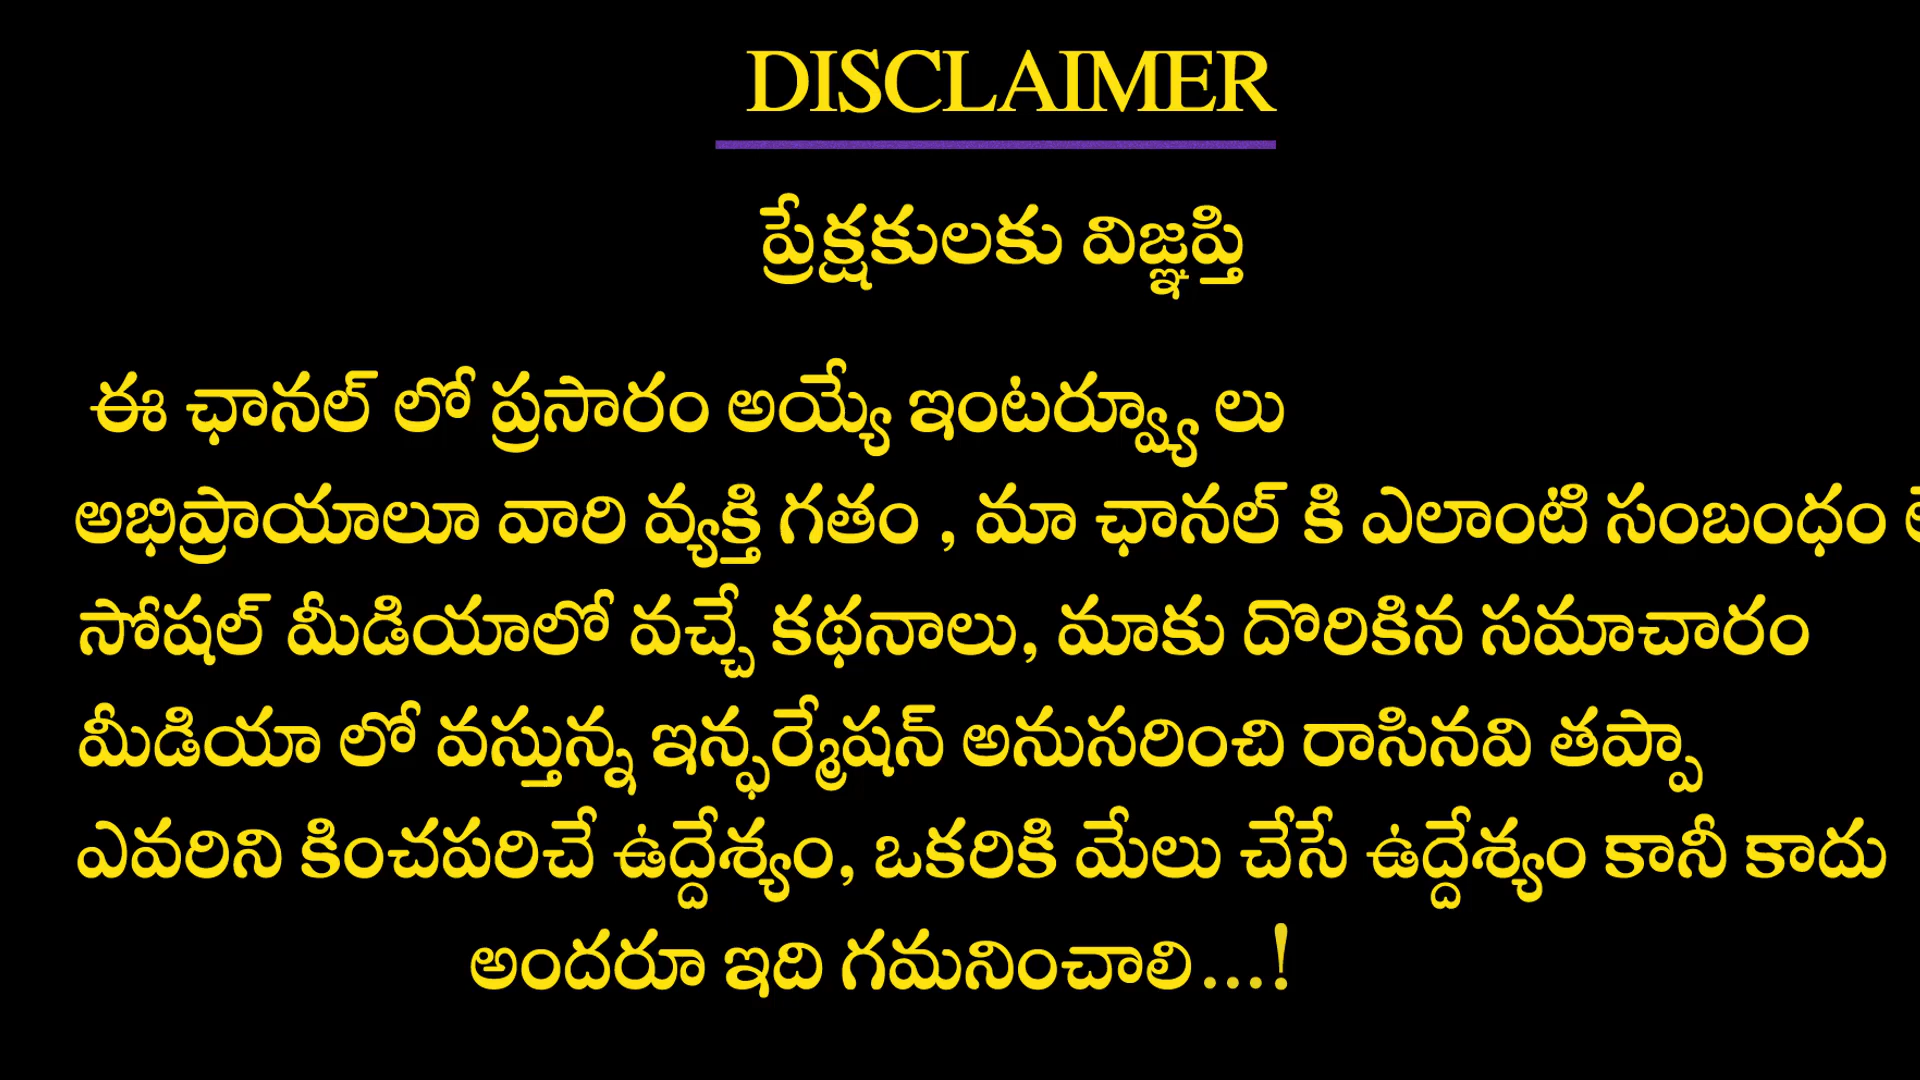 DISCLAIMER
ప్రేక్షకులకు విజ్ఞప్తి
ఈ ఛానల్ లో ప్రసారం అయ్యే ఇంటర్వ్యూ లు
అభిప్రాయాలూ వారి వ్యక్తి గతం , మా ఛానల్ కి ఎలాంటి సంబంధం
సోషల్ మీడియాలో వచ్చే కథనాలు, మాకు దొరికిన సమాచారం
మీడియా లో వస్తున్న ఇన్ఫర్మేషన్ అనుసరించి రాసినవి తప్పా
ఎవరిని కించపరిచే ఉద్దేశ్యం, ఒకరికి మేలు చేసే ఉద్దేశ్యం కానీ కాదు
అందరూ ఇది గమనించాలి...!